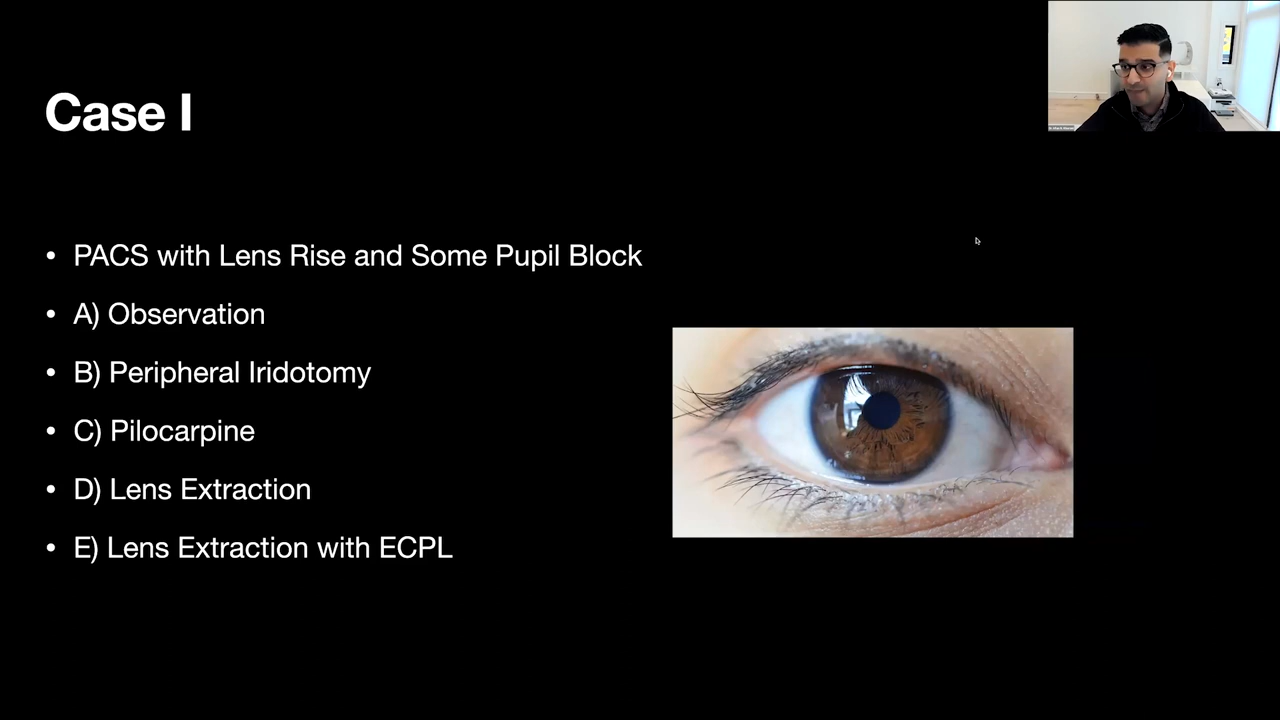 Case I
• PACS with Lens Rise and Some Pupil Block
• A) Observation
• B) Peripheral Iridotomy
• C) Pilocarpine
• D) Lens Extraction
• E) Lens Extraction with ECPL